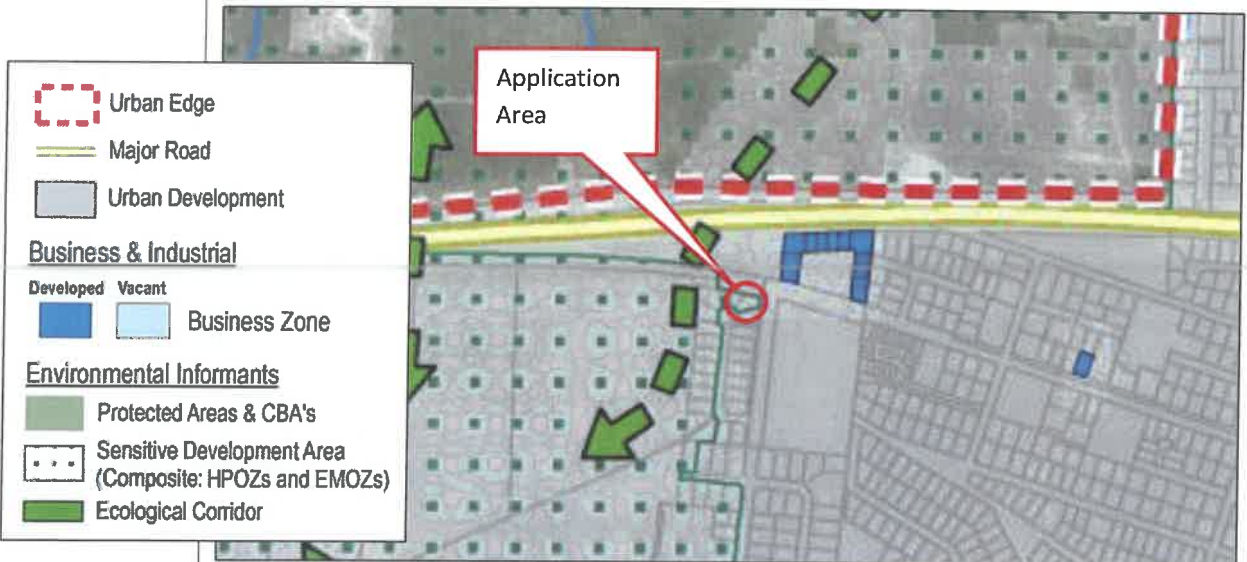 Application
Area
Urban Edge
Major Road
Urban Development
Business & Industrial
Developed Vacant
Business Zone
Environmental Informants
Protected Areas & CBA's
Sensitive Development Area
(Composite: HPOZs and EMOZs)
Ecological Corridor